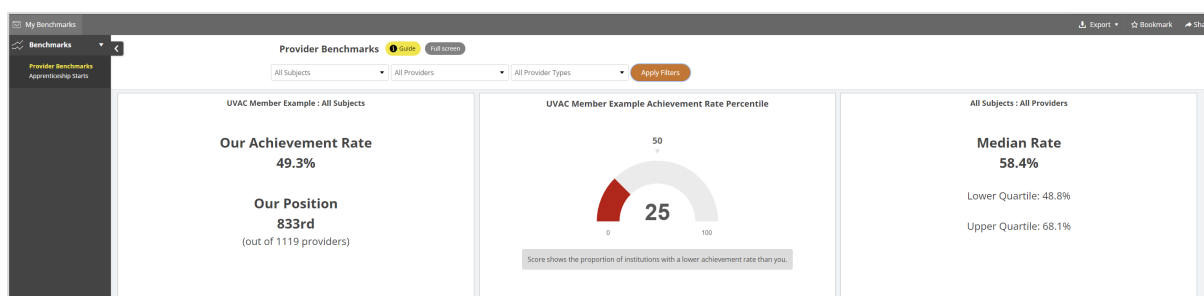 My Benchmarks
Export
Bookmark
Benchmarks
Provider Benchmarks
Apprenticeship Starts
Provider Benchmarks
Guide
Full screen
All Subjects
All Providers
All Provider Types
Apply Filters
UVAC Member Example : All Subjects
Our Achievement Rate
49.3%
Our Position
833rd
(out of 1119 providers)
UVAC Member Example Achievement Rate Percentile
50
25
0
100
Score shows the proportion of institutions with a lower achievement rate than you.
All Subjects : All Providers
Median Rate
58.4%
Lower Quartile: 48.8%
Upper Quartile: 68.1%